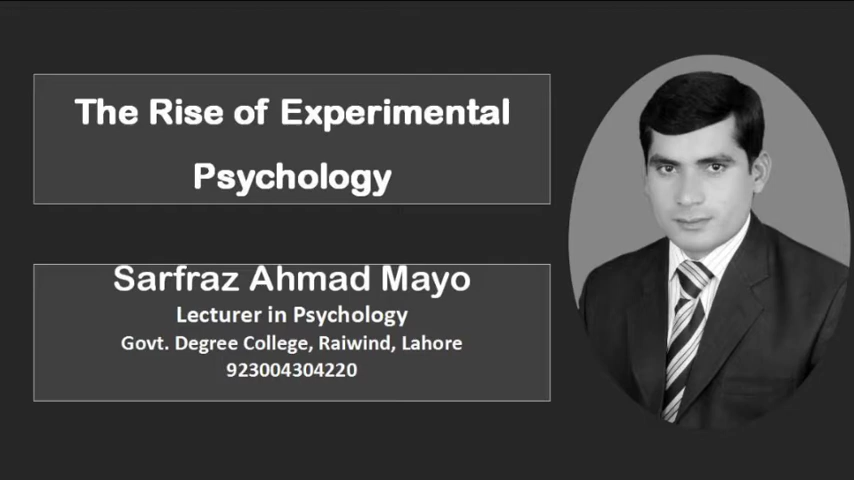 The Rise of Experimental
Psychology
Sarfraz Ahmad Mayo
Lecturer in Psychology
Govt. Degree College, Raiwind, Lahore
923004304220